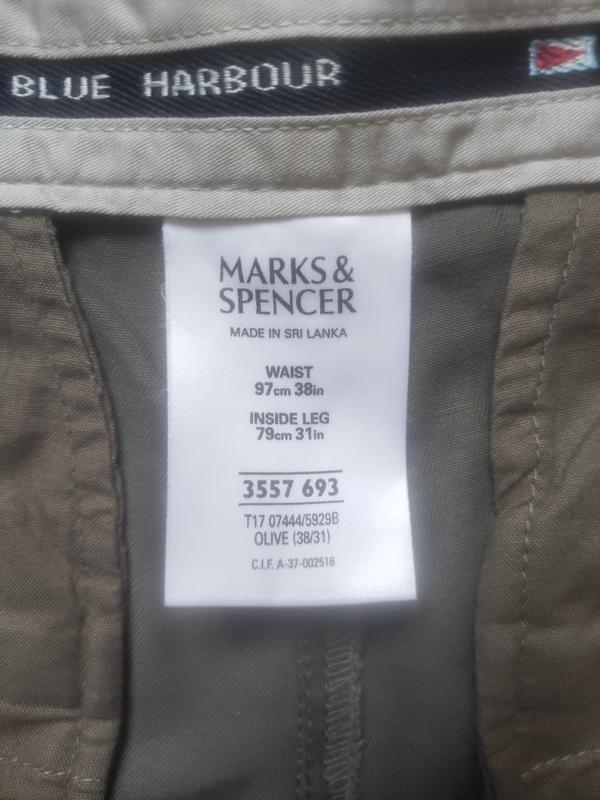 BLUE HARBOUR
MARKS &
SPENCER
MADE IN SRI LANKA
WAIST
97cm 38in
INSIDE LEG
79cm 31in
3557 693
T17 07444/5929B
OLIVE (38/31)
C.I.F. A-37-002516